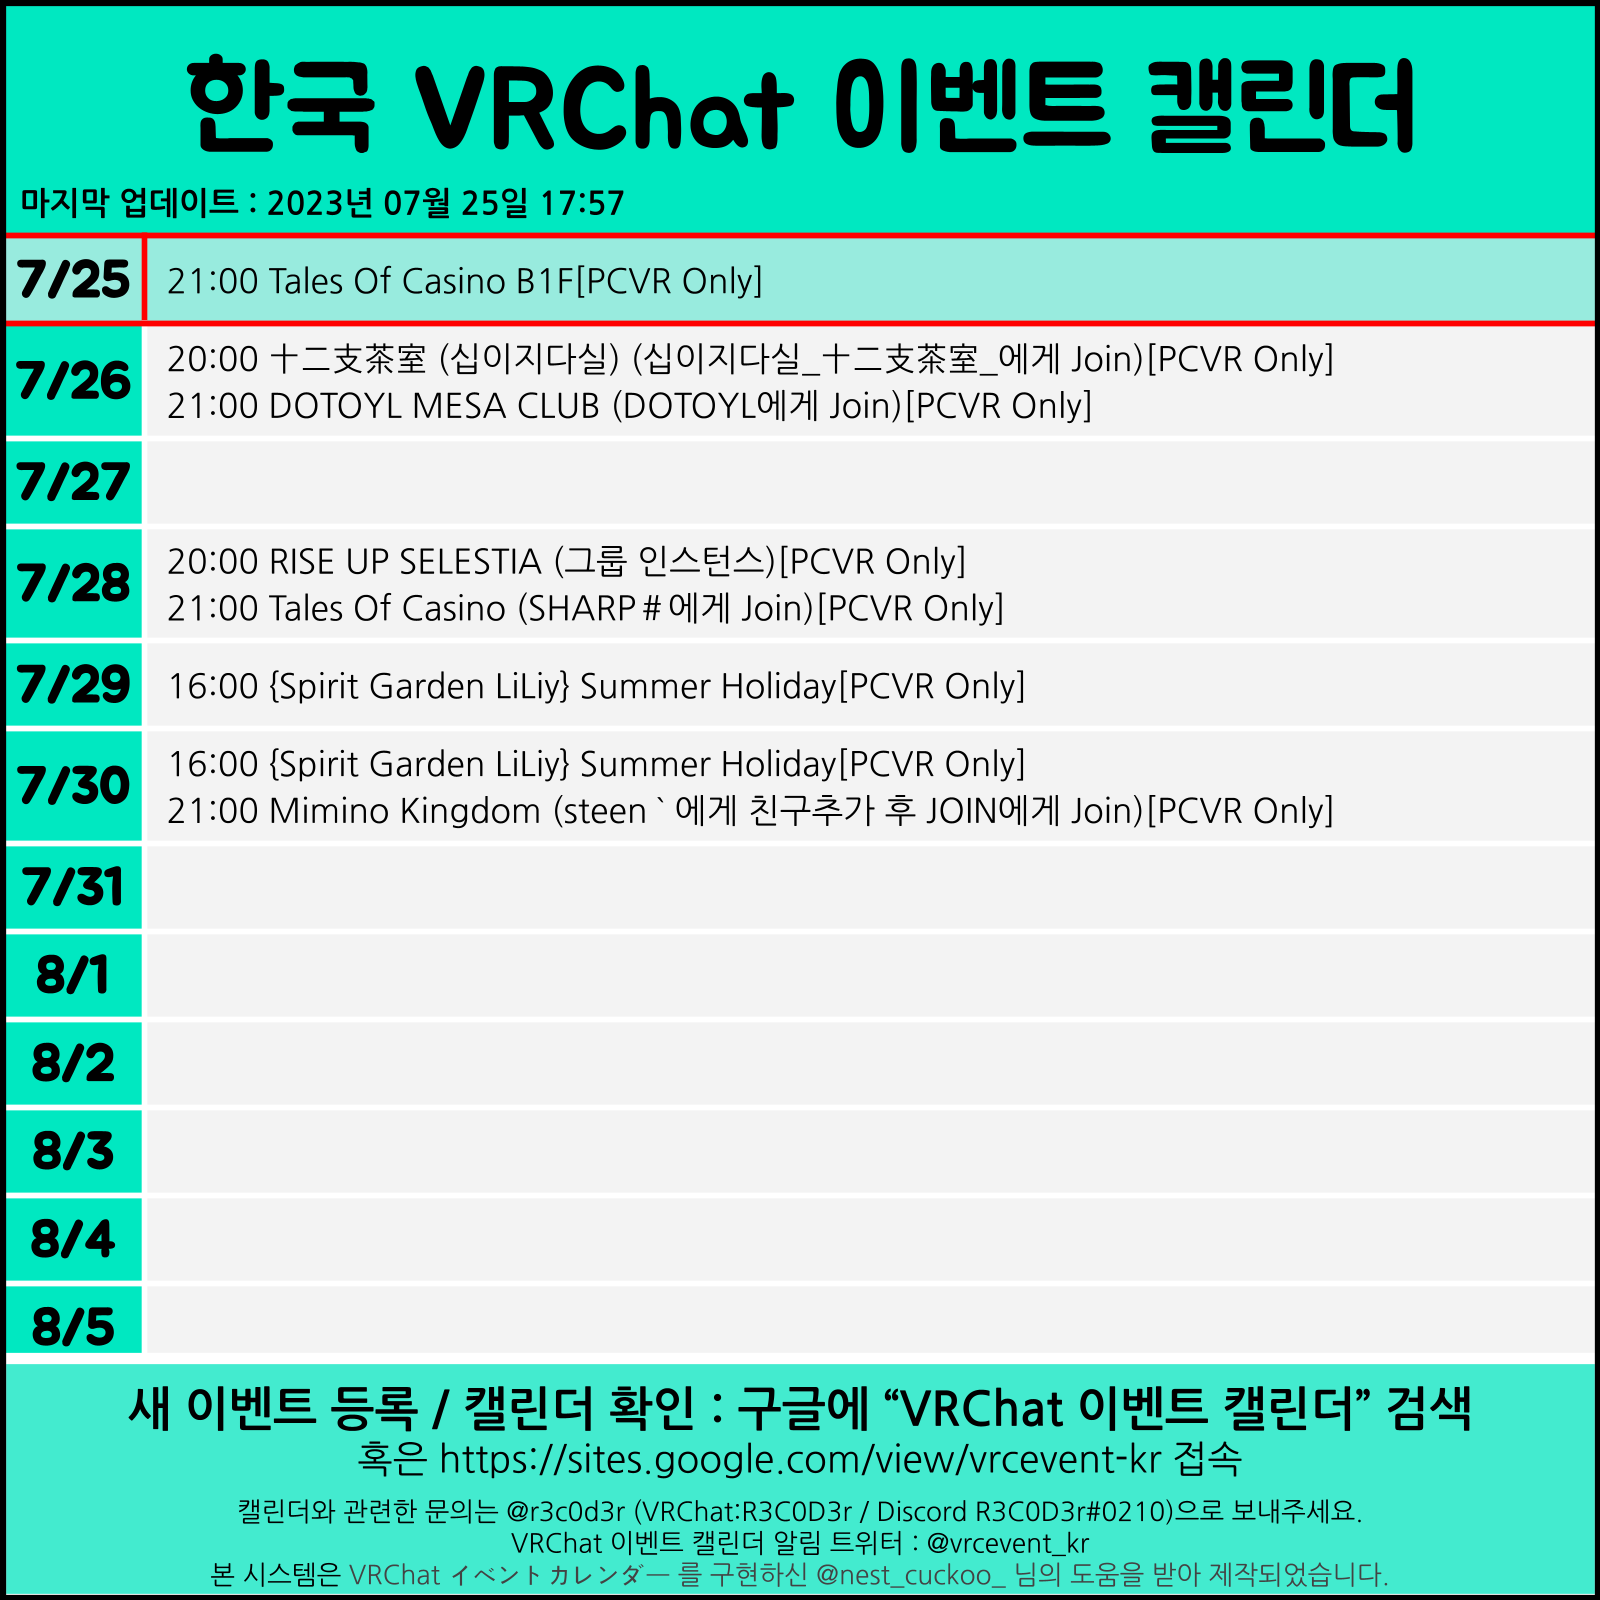 한국 VRChat 이벤트 캘린더
마지막 업데이트 : 2023년 07월 25일 17:57
7/25 21:00 Tales Of Casino B1F[PCVR Only]
7/26
20:00 十二支茶室 (십이지다실) (십이지다실_十二支茶室_에게 Join)[PCVR Only]
21:00 DOTOYL MESA CLUB (DOTOYL에게 Join)[PCVR Only]
7/27
7/28
20:00 RISE UP SELESTIA (그룹 인스턴스)[PCVR Only]
21:00 Tales Of Casino (SHARP＃에게 Join)[PCVR Only]
7/29 16:00 {Spirit Garden LiLiy} Summer Holiday[PCVR Only]
7/30
16:00 {Spirit Garden LiLiy} Summer Holiday[PCVR Only]
21:00 Mimino Kingdom (steen ˋ 에게 친구추가 후 JOIN에게 Join)[PCVR Only]
7/31
8/1
8/2
8/3
8/4
8/5
새 이벤트 등록 / 캘린더 확인 : 구글에 “VRChat 이벤트 캘린더” 검색
혹은 https://sites.google.com/view/vrcevent-kr 접속
캘린더와 관련한 문의는 @r3c0d3r (VRChat:R3C0D3r / Discord R3C0D3r#0210)으로 보내주세요.
VRChat 이벤트 캘린더 알림 트위터 : @vrcevent_kr
본 시스템은 VRChat イベントカレンダー 를 구현하신 @nest_cuckoo_ 님의 도움을 받아 제작되었습니다.